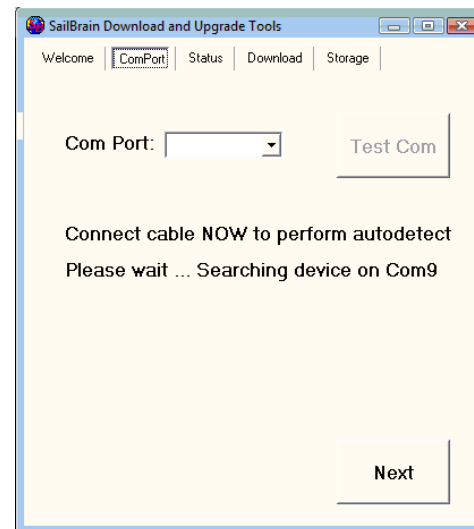 SailBrain Download and Upgrade Tools
Welcome ComPort Status Download Storage
Com Port: Test Com
Connect cable NOW to perform autodetect
Please wait ... Searching device on Com9
Next